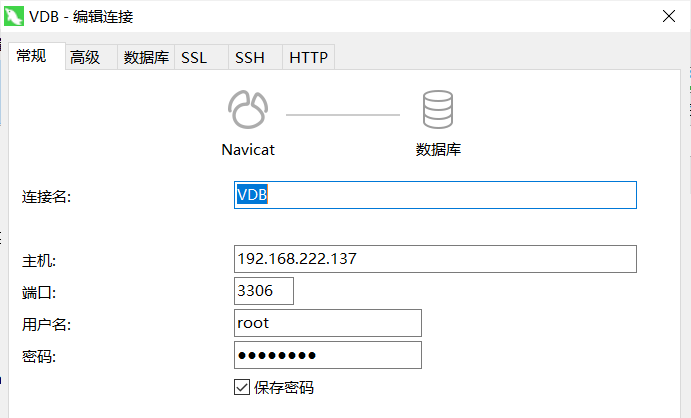 VDB - 编辑连接
常规 高级 数据库 SSL SSH HTTP
Navicat 数据库
连接名: VDB
主机: 192.168.222.137
端口: 3306
用户名: root
密码: ●●●●●●●●
保存密码